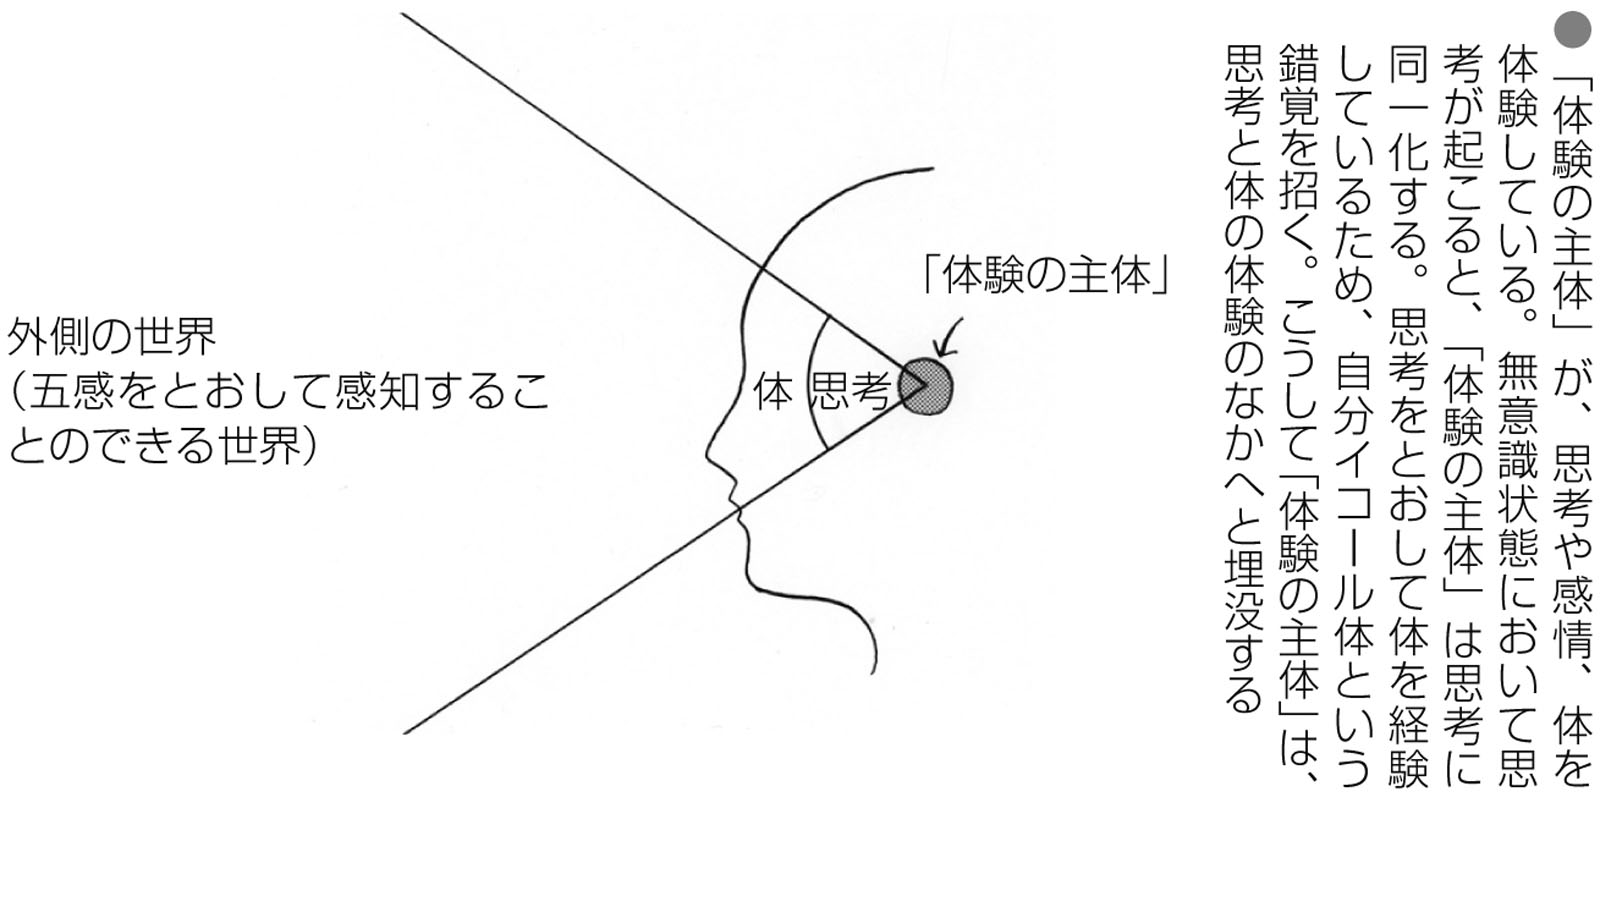 ●「体験の主体」が、思考や感情、体を
体験している。無意識状態において思
考が起こると、「体験の主体」は思考に
同一化する。思考をとおして体を経験
しているため、自分イコール体という
錯覚を招く。こうして「体験の主体」は、
思考と体の体験のなかへと埋没する
「体験の主体」
体
思考
外側の世界
（五感をとおして感知するこ
とのできる世界）